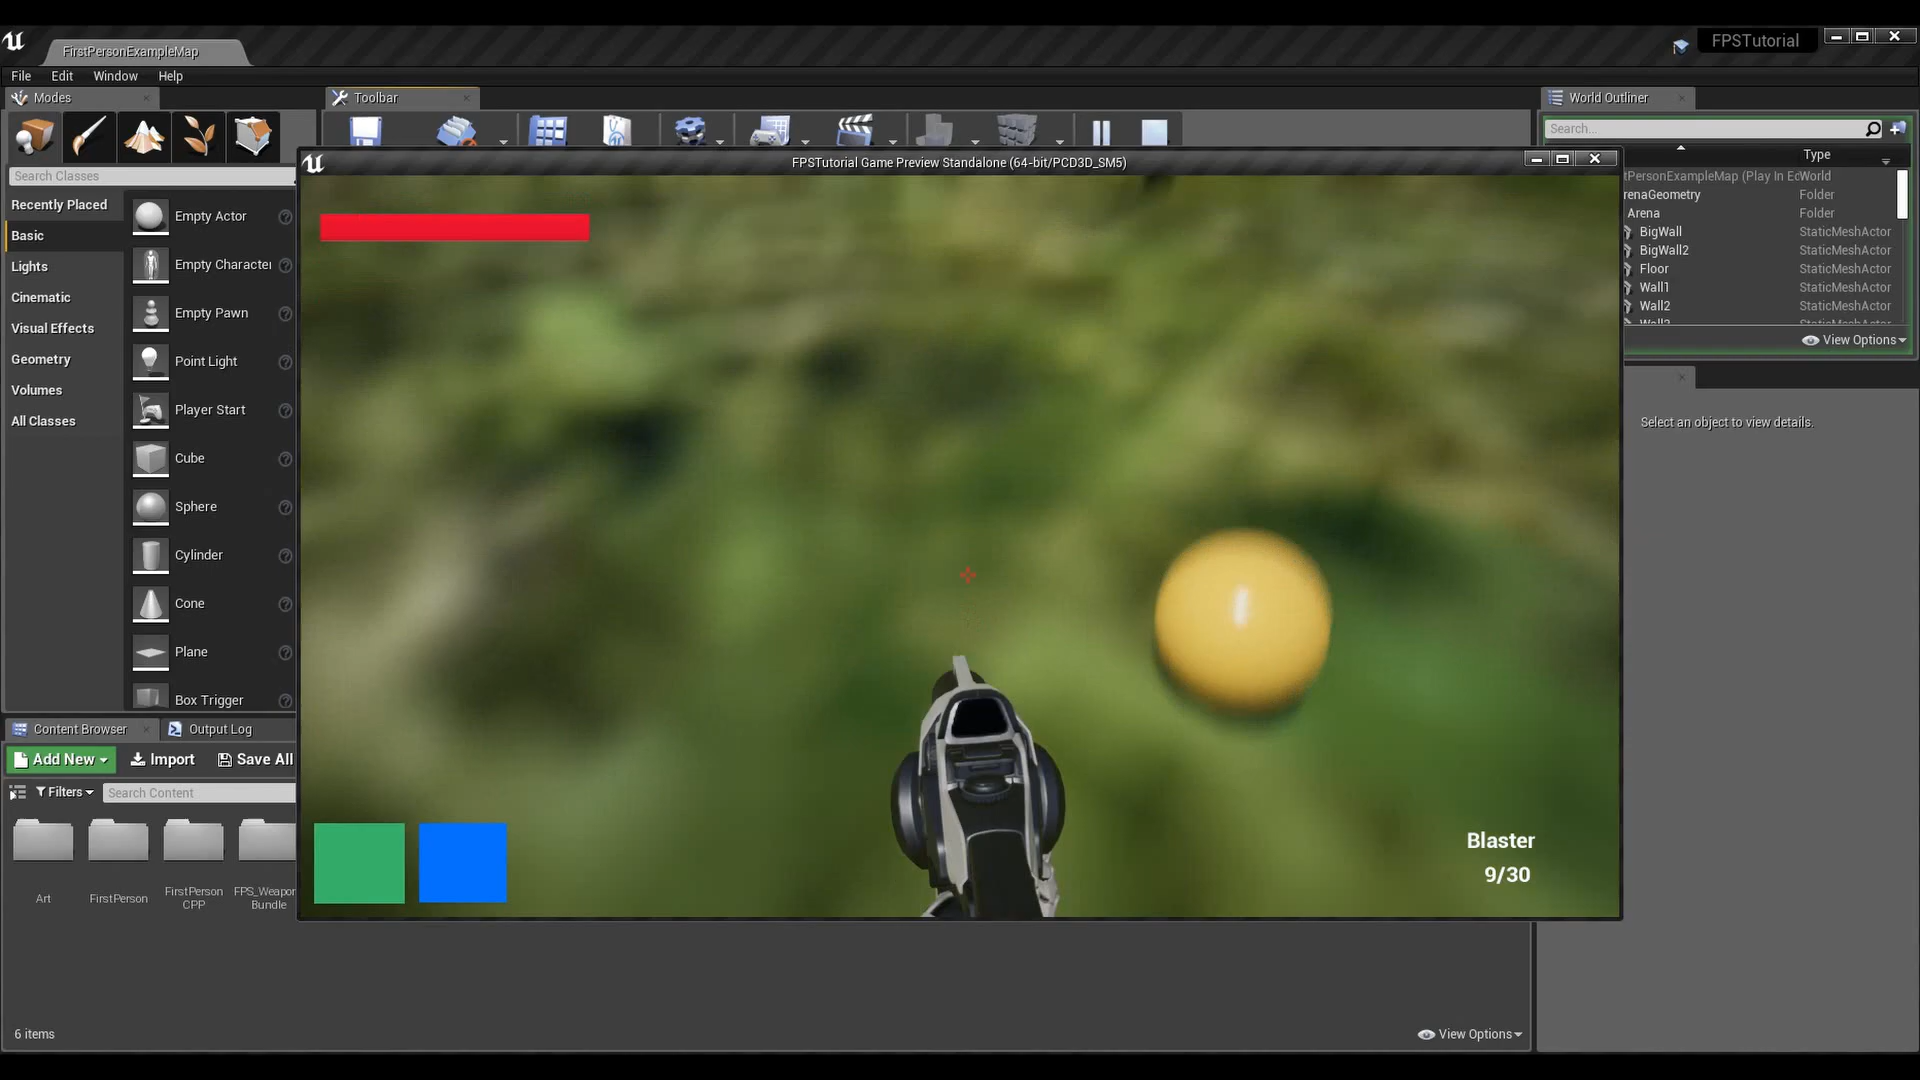 FirstPersonExampleMap
FPSTutorial
File Edit Window Help
Modes
Toolbar
World Outliner
Search...
Search Classes
FPSTutorial Game Preview Standalone (64-bit/PCD3D_SM5)
Type
tPersonExampleMap (Play In Ec World
renaGeometry Folder
Arena Folder
BigWall StaticMeshActor
BigWall2 StaticMeshActor
Floor StaticMeshActor
Wall1 StaticMeshActor
Wall2 StaticMeshActor
View Options
Select an object to view details.
Recently Placed
Basic
Lights
Cinematic
Visual Effects
Geometry
Volumes
All Classes
Empty Actor
Empty Character
Empty Pawn
Point Light
Player Start
Cube
Sphere
Cylinder
Cone
Plane
Box Trigger
Blaster
9/30
Content Browser
Output Log
Add New Import Save All
Filters Search Content
Art
FirstPerson
FirstPerson
CPP
FPS_Weapon
Bundle
6 items
View Options